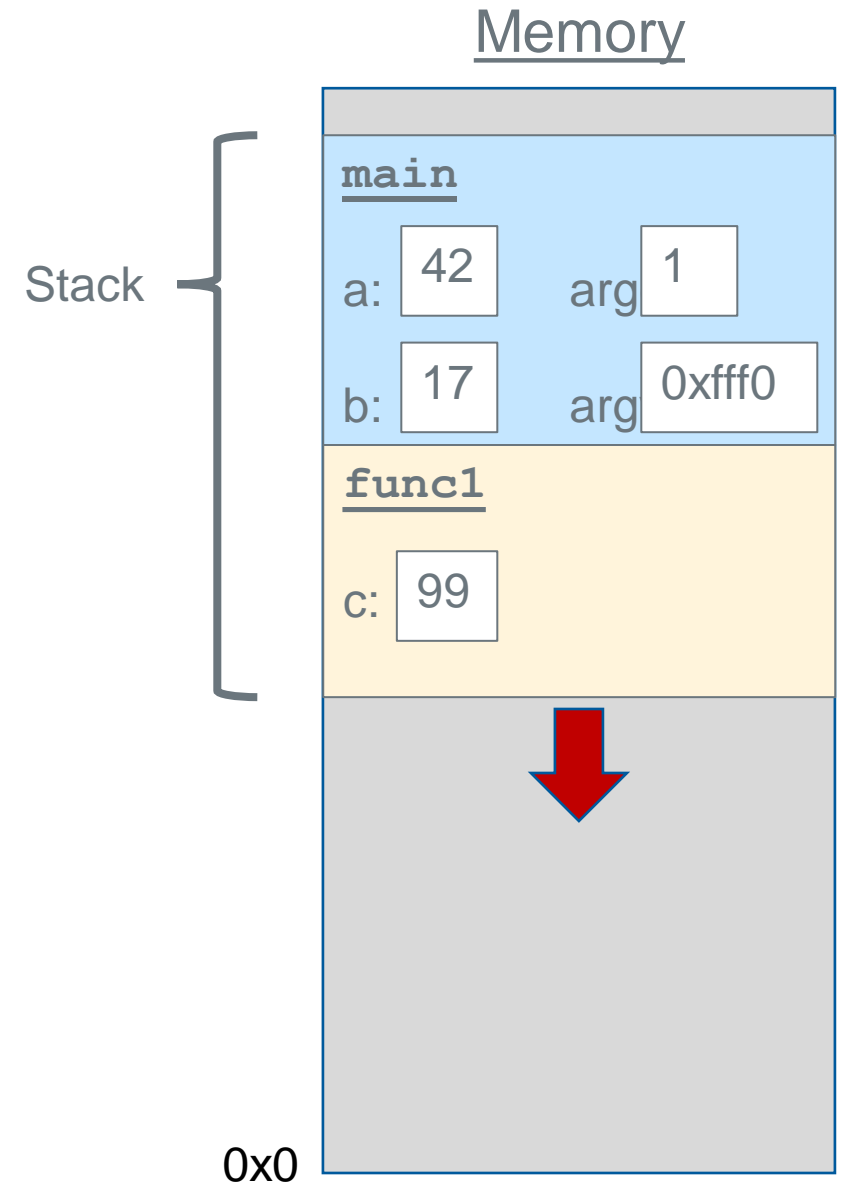 Memory
main
Stack
a: 42 arg 1
b: 17 arg 0xfff0
func1
c: 99
0x0